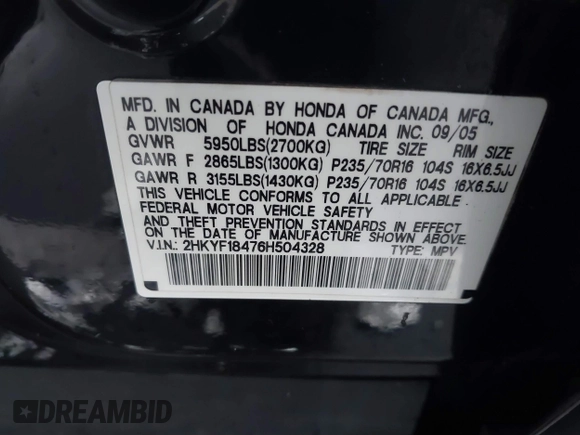 MFD. IN CANADA BY HONDA OF CANADA MFG.,
A DIVISION OF HONDA CANADA INC. 09/05
GVWR 5950LBS(2700KG) TIRE SIZE RIM SIZE
GAWR F 2865LBS(1300KG) P235/70R16 104S 16X6.5JJ
GAWR R 3155LBS(1430KG) P235/70R16 104S 16X6.5JJ
THIS VEHICLE CONFORMS TO ALL APPLICABLE
FEDERAL MOTOR VEHICLE SAFETY
AND THEFT PREVENTION STANDARDS IN EFFECT
ON THE DATE OF MANUFACTURE SHOWN ABOVE.
V.I.N.: 2HKYF18476H504328 TYPE: MPV
DREAMBID